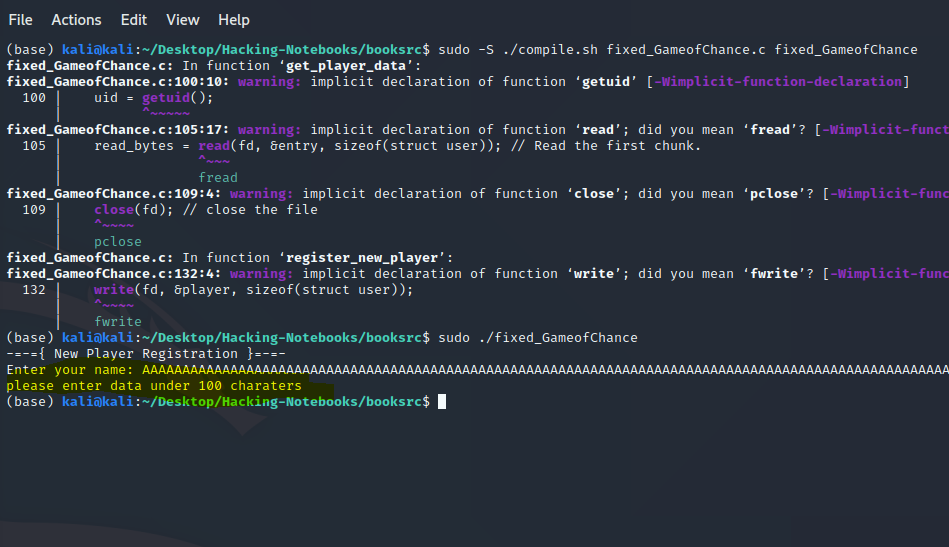 File Actions Edit View Help
(base) kali@kali:~/Desktop/Hacking-Notebooks/booksrc$ sudo -S ./compile.sh fixed_GameofChance.c fixed_GameofChance
fixed_GameofChance.c: In function ‘get_player_data’:
fixed_GameofChance.c:100:10: warning: implicit declaration of function ‘getuid’ [-Wimplicit-function-declaration]
100 | uid = getuid();
| ^~~~~~
fixed_GameofChance.c:105:17: warning: implicit declaration of function ‘read’; did you mean ‘fread’? [-Wimplicit-funct
105 | read_bytes = read(fd, &entry, sizeof(struct user)); // Read the first chunk.
| ^~~~
| fread
fixed_GameofChance.c:109:4: warning: implicit declaration of function ‘close’; did you mean ‘pclose’? [-Wimplicit-func
109 | close(fd); // close the file
| ^~~~~
| pclose
fixed_GameofChance.c: In function ‘register_new_player’:
fixed_GameofChance.c:132:4: warning: implicit declaration of function ‘write’; did you mean ‘fwrite’? [-Wimplicit-func
132 | write(fd, &player, sizeof(struct user));
| ^~~~~
| fwrite
(base) kali@kali:~/Desktop/Hacking-Notebooks/booksrc$ sudo ./fixed_GameofChance
-=-={ New Player Registration }=-=-
Enter your name: AAAAAAAAAAAAAAAAAAAAAAAAAAAAAAAAAAAAAAAAAAAAAAAAAAAAAAAAAAAAAAAAAAAAAAAAAAAAAAAAAAAAAAAAAAAAAAAAAAAAA
please enter data under 100 charaters
(base) kali@kali:~/Desktop/Hacking-Notebooks/booksrc$